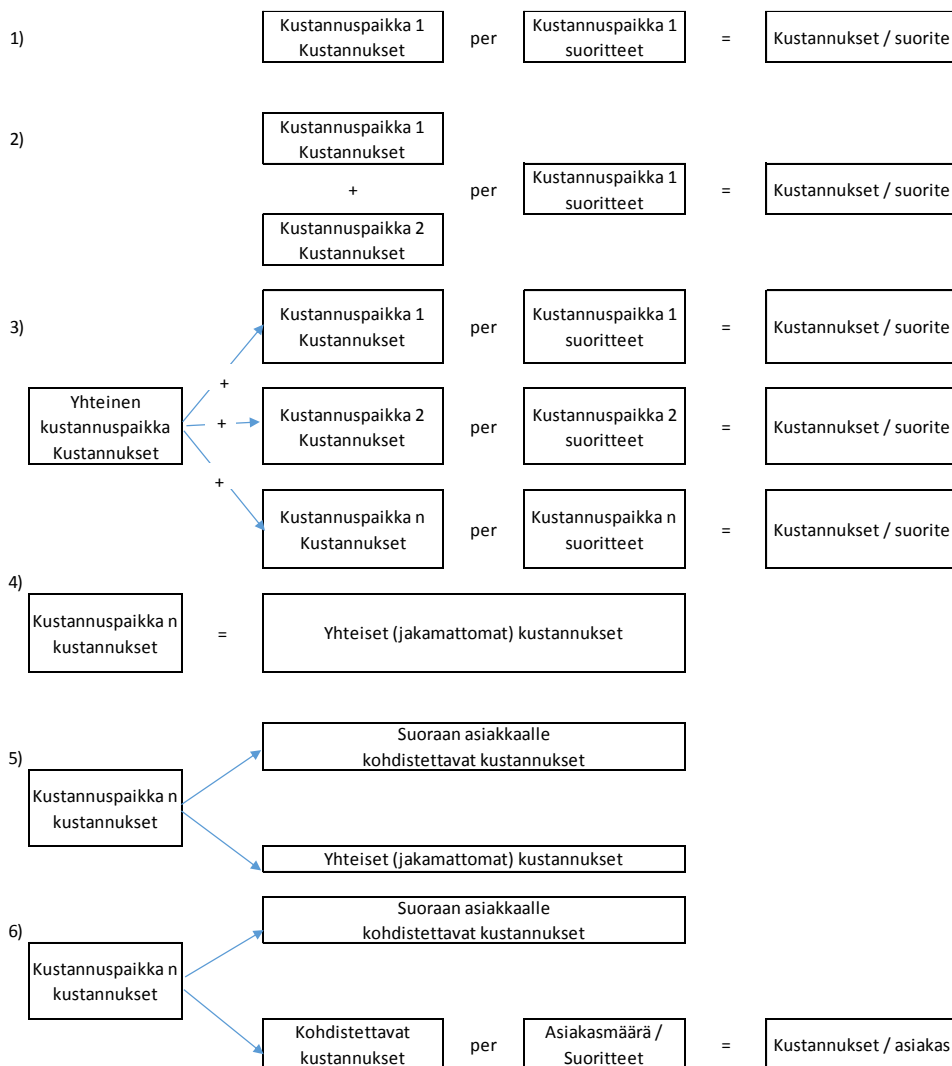 1)
Kustannuspaikka 1
Kustannukset
per
Kustannuspaikka 1
suoritteet
=
Kustannukset / suorite
2)
Kustannuspaikka 1
Kustannukset
+
Kustannuspaikka 2
Kustannukset
per
Kustannuspaikka 1
suoritteet
=
Kustannukset / suorite
3)
Yhteinen
kustannuspaikka
Kustannukset
+
+
+
Kustannuspaikka 1
Kustannukset
per
Kustannuspaikka 1
suoritteet
=
Kustannukset / suorite
Kustannuspaikka 2
Kustannukset
per
Kustannuspaikka 2
suoritteet
=
Kustannukset / suorite
Kustannuspaikka n
Kustannukset
per
Kustannuspaikka n
suoritteet
=
Kustannukset / suorite
4)
Kustannuspaikka n
kustannukset
=
Yhteiset (jakamattomat) kustannukset
5)
Kustannuspaikka n
kustannukset
Suoraan asiakkaalle
kohdistettavat kustannukset
Yhteiset (jakamattomat) kustannukset
6)
Kustannuspaikka n
kustannukset
Suoraan asiakkaalle
kohdistettavat kustannukset
Kohdistettavat
kustannukset
per
Asiakasmäärä /
Suoritteet
=
Kustannukset / asiakas